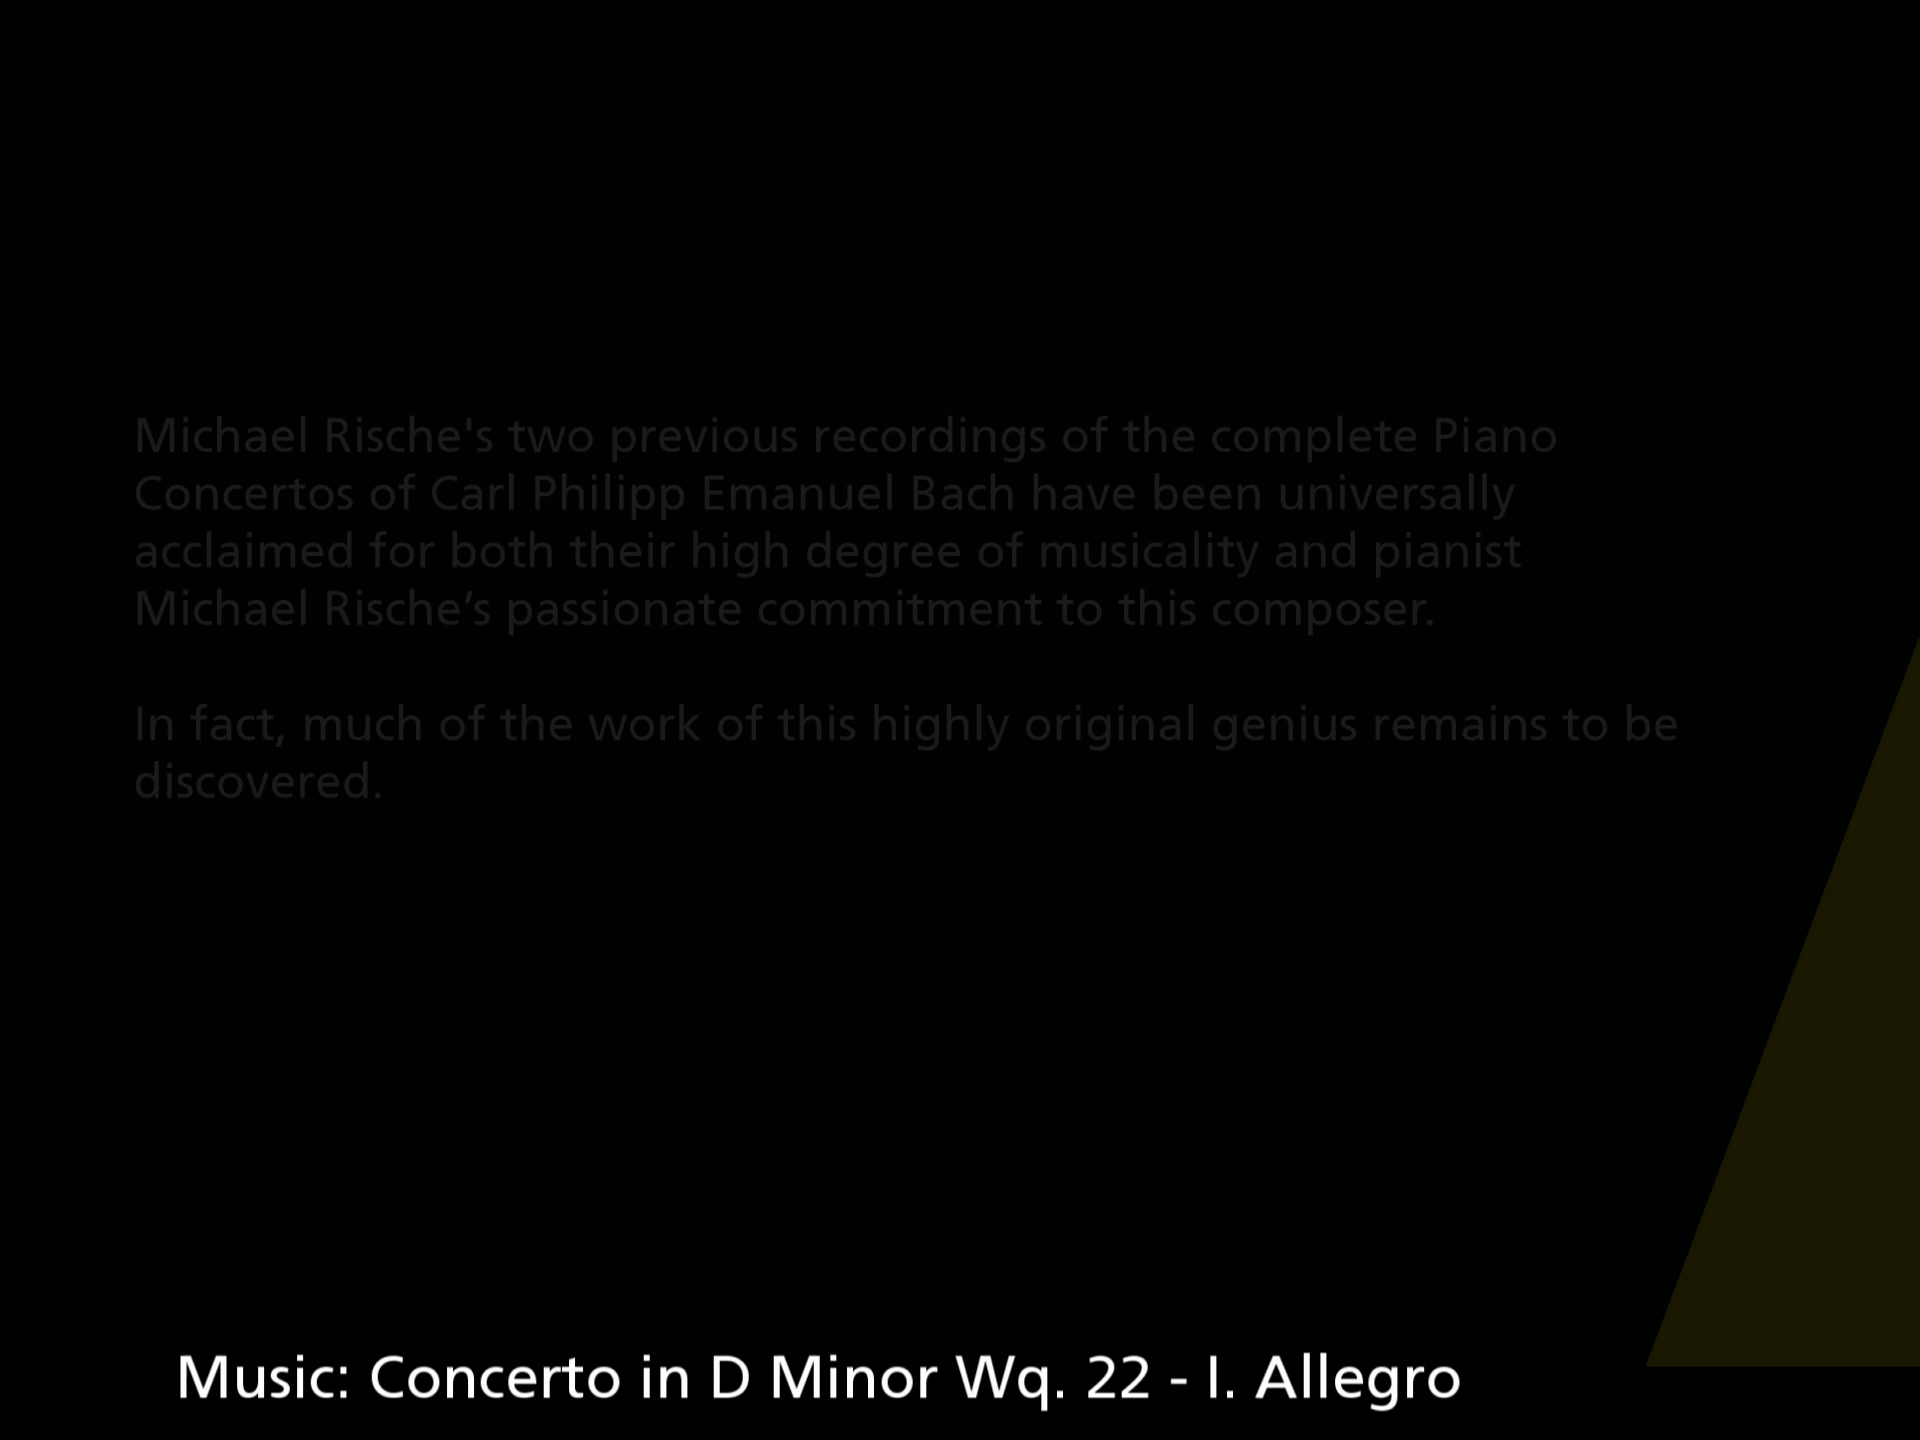 Michael Rische's two previous recordings of the complete Piano
Concertos of Carl Philipp Emanuel Bach have been universally
acclaimed for both their high degree of musicality and pianist
Michael Rische’s passionate commitment to this composer.
In fact, much of the work of this highly original genius remains to be
discovered.
Music: Concerto in D Minor Wq. 22 - I. Allegro